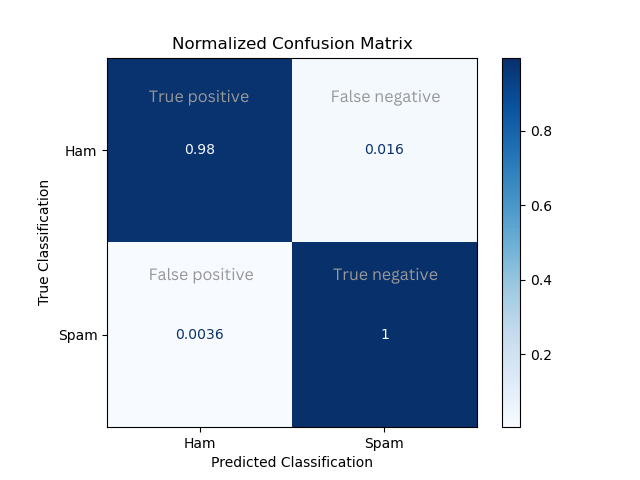 Normalized Confusion Matrix
True positive
False negative
Ham
0.98
0.016
0.8
0.6
True Classification
False positive
True negative
0.4
Spam
0.0036
1
0.2
Ham
Spam
Predicted Classification